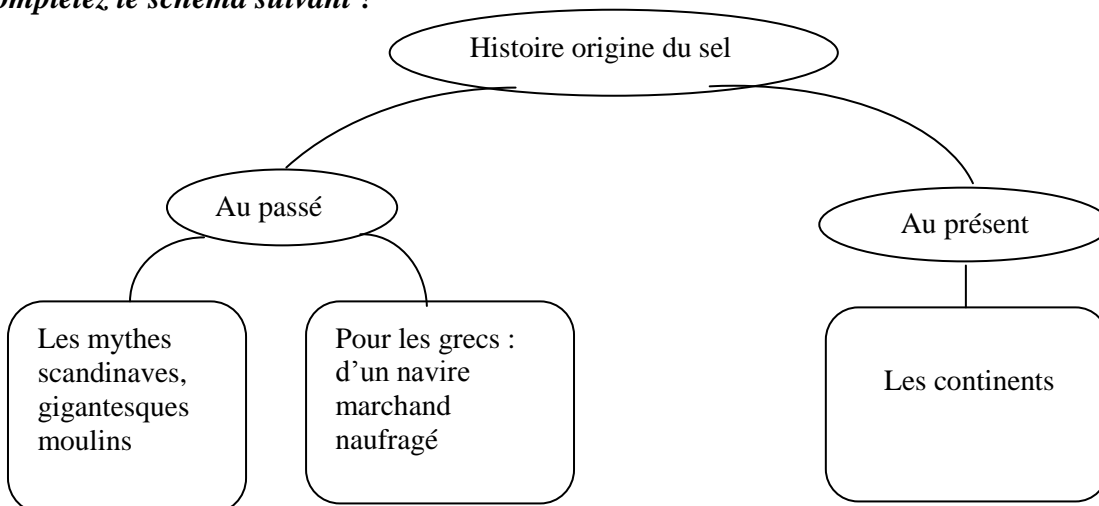 omplétez le schéma suivant :
Histoire origine du sel
Au passé
Au présent
Les mythes
scandinaves,
gigantesques
moulins
Pour les grecs :
d’un navire
marchand
naufragé
Les continents